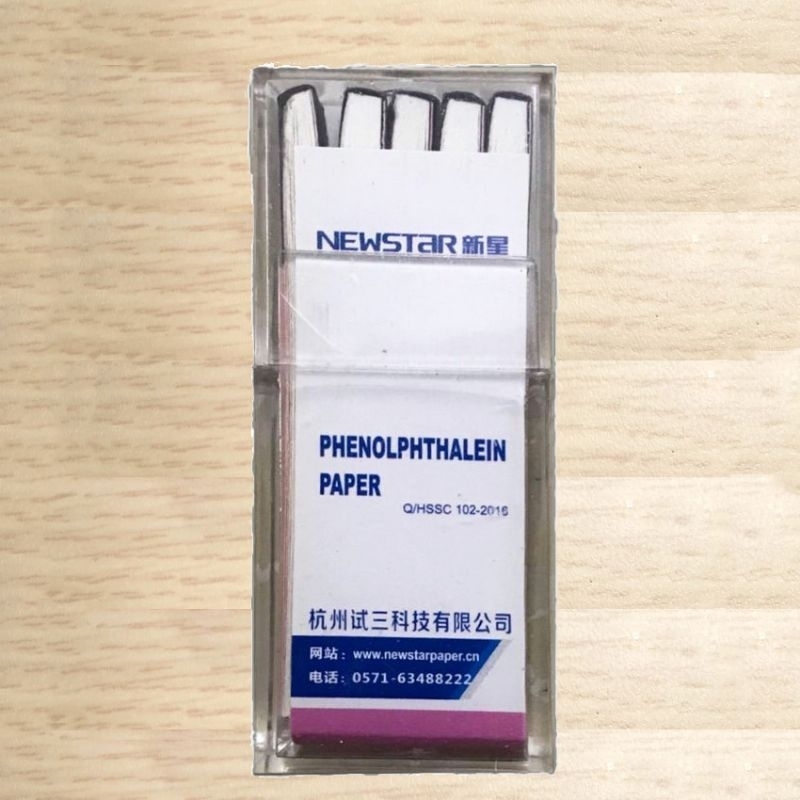 NEWSTAR新星
PHENOLPHTHALEIN
PAPER
Q/HSSC 102-2016
杭州试三科技有限公司
网站：www.newstarpaper.cn
电话：0571-63488222